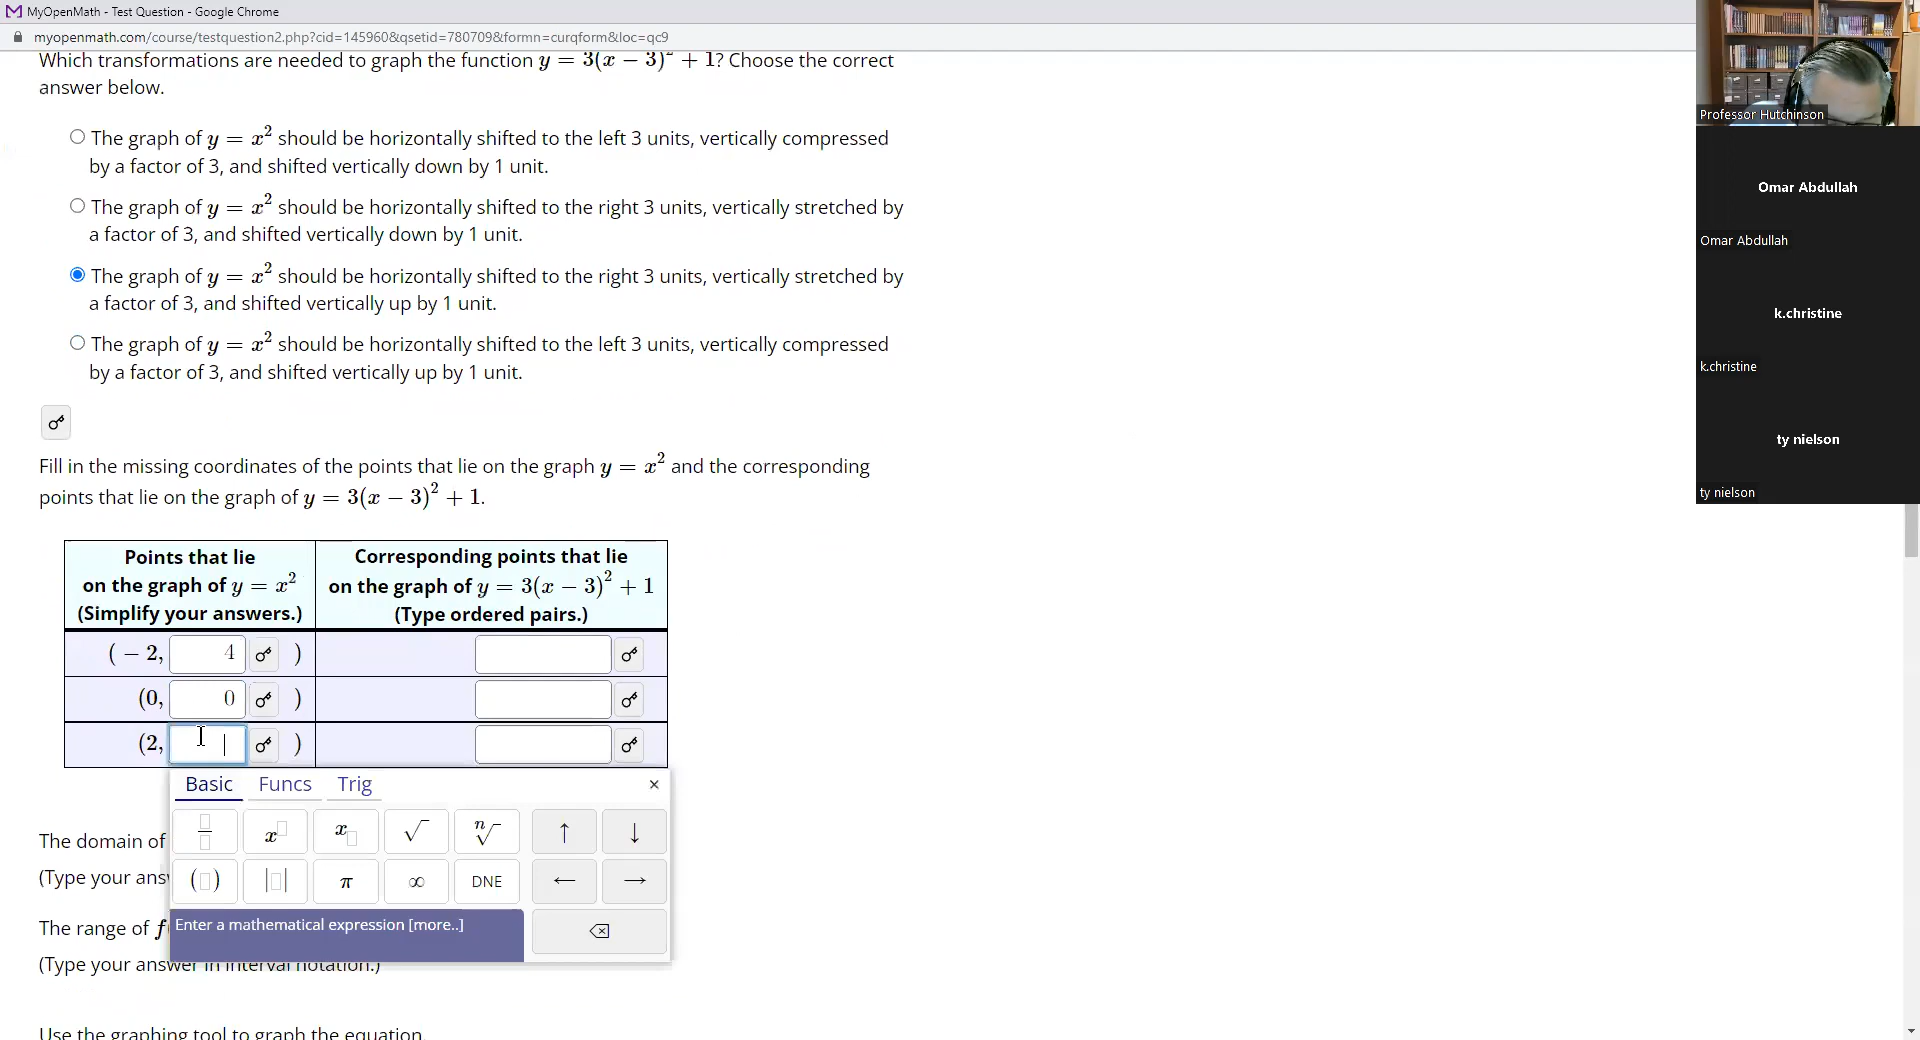 MyOpenMath - Test Question - Google Chrome
myopenmath.com/course/testquestion2.php?cid=145960&qsetid=780709&formn=curqform&loc=qc9
Which transformations are needed to graph the function y = 3(x − 3)² + 1? Choose the correct
answer below.
The graph of y = x² should be horizontally shifted to the left 3 units, vertically compressed
by a factor of 3, and shifted vertically down by 1 unit.
The graph of y = x² should be horizontally shifted to the right 3 units, vertically stretched by
a factor of 3, and shifted vertically down by 1 unit.
The graph of y = x² should be horizontally shifted to the right 3 units, vertically stretched by
a factor of 3, and shifted vertically up by 1 unit.
The graph of y = x² should be horizontally shifted to the left 3 units, vertically compressed
by a factor of 3, and shifted vertically up by 1 unit.
Fill in the missing coordinates of the points that lie on the graph y = x² and the corresponding
points that lie on the graph of y = 3(x − 3)² + 1.
Points that lie
on the graph of y = x²
(Simplify your answers.)
Corresponding points that lie
on the graph of y = 3(x − 3)² + 1
(Type ordered pairs.)
( − 2, 4 )
(0, 0 )
(2, )
Basic Funcs Trig ×
x x √ n√ ↑ ↓
( ) | | π ∞ DNE ← →
Enter a mathematical expression [more..]
The domain of
(Type your ans
The range of f
(Type your answer in interval notation.)
Use the graphing tool to graph the equation.
Professor Hutchinson
Omar Abdullah
Omar Abdullah
k.christine
k.christine
ty nielson
ty nielson